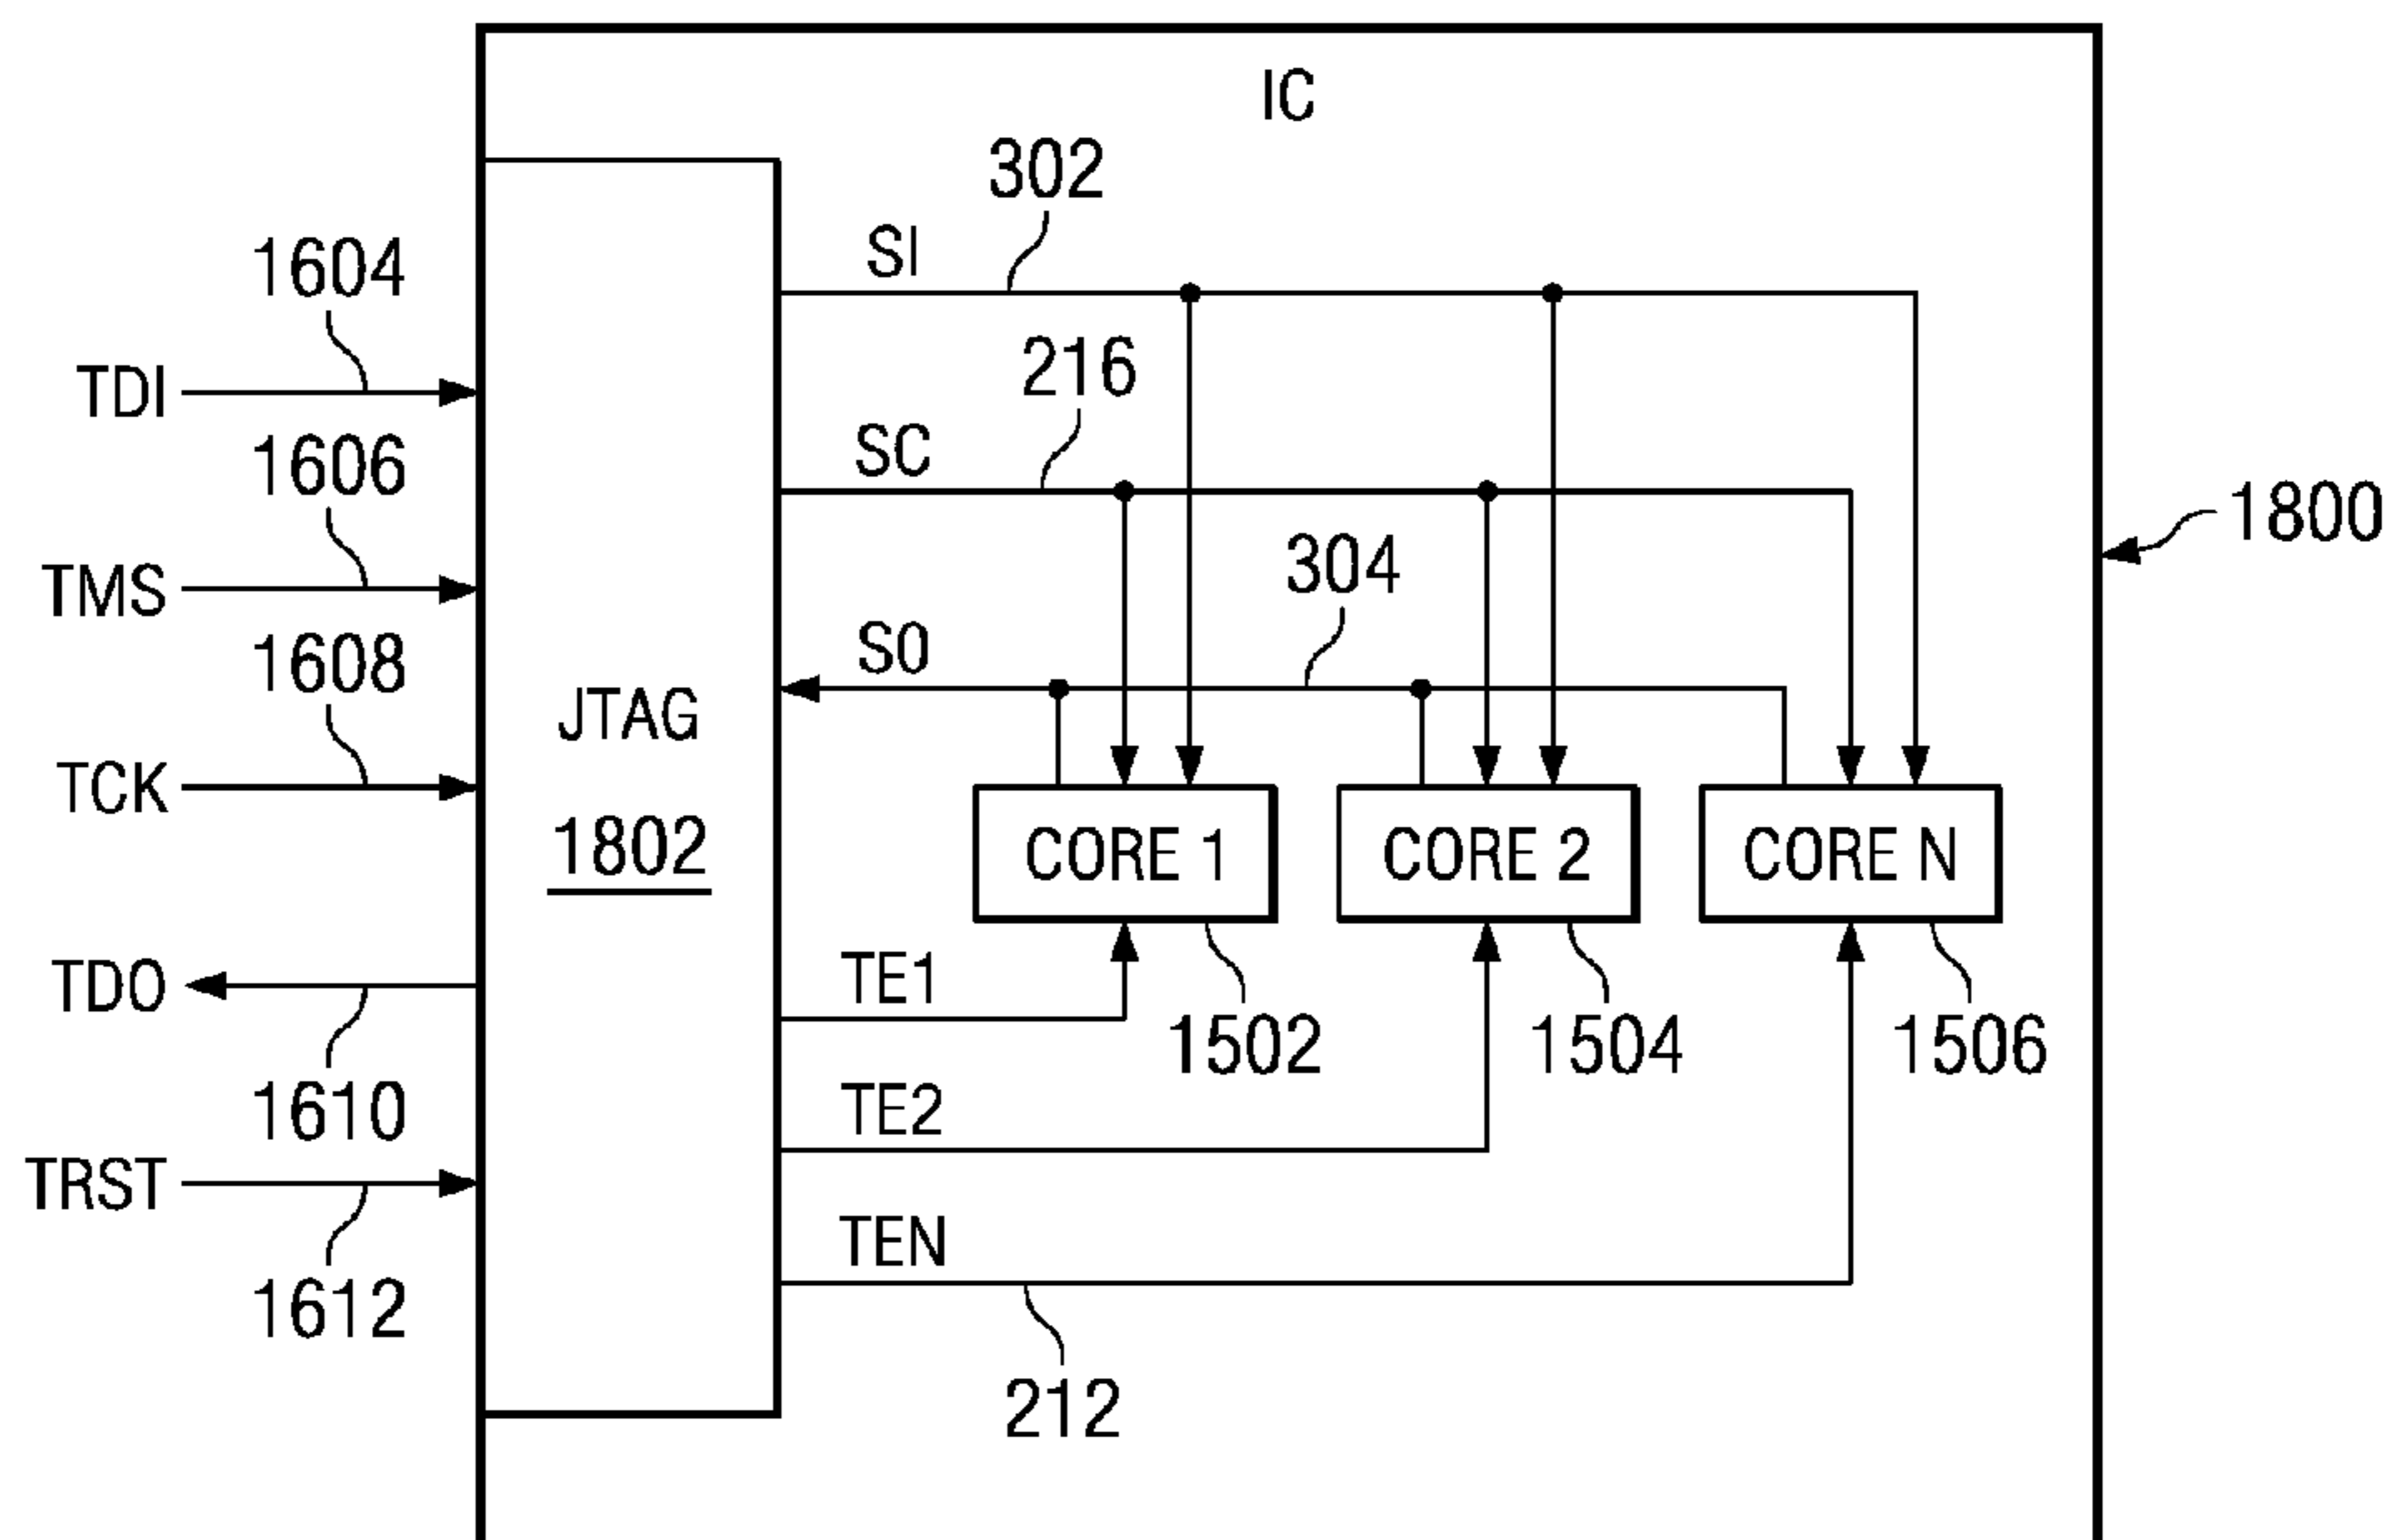 IC
302
SI
1604
216
TDI
SC
1606
1800
304
TMS
SO
1608
JTAG
TCK
1802
CORE 1
CORE 2
CORE N
TDO
TE1
1502
1504
1506
1610
TE2
TRST
TEN
1612
212